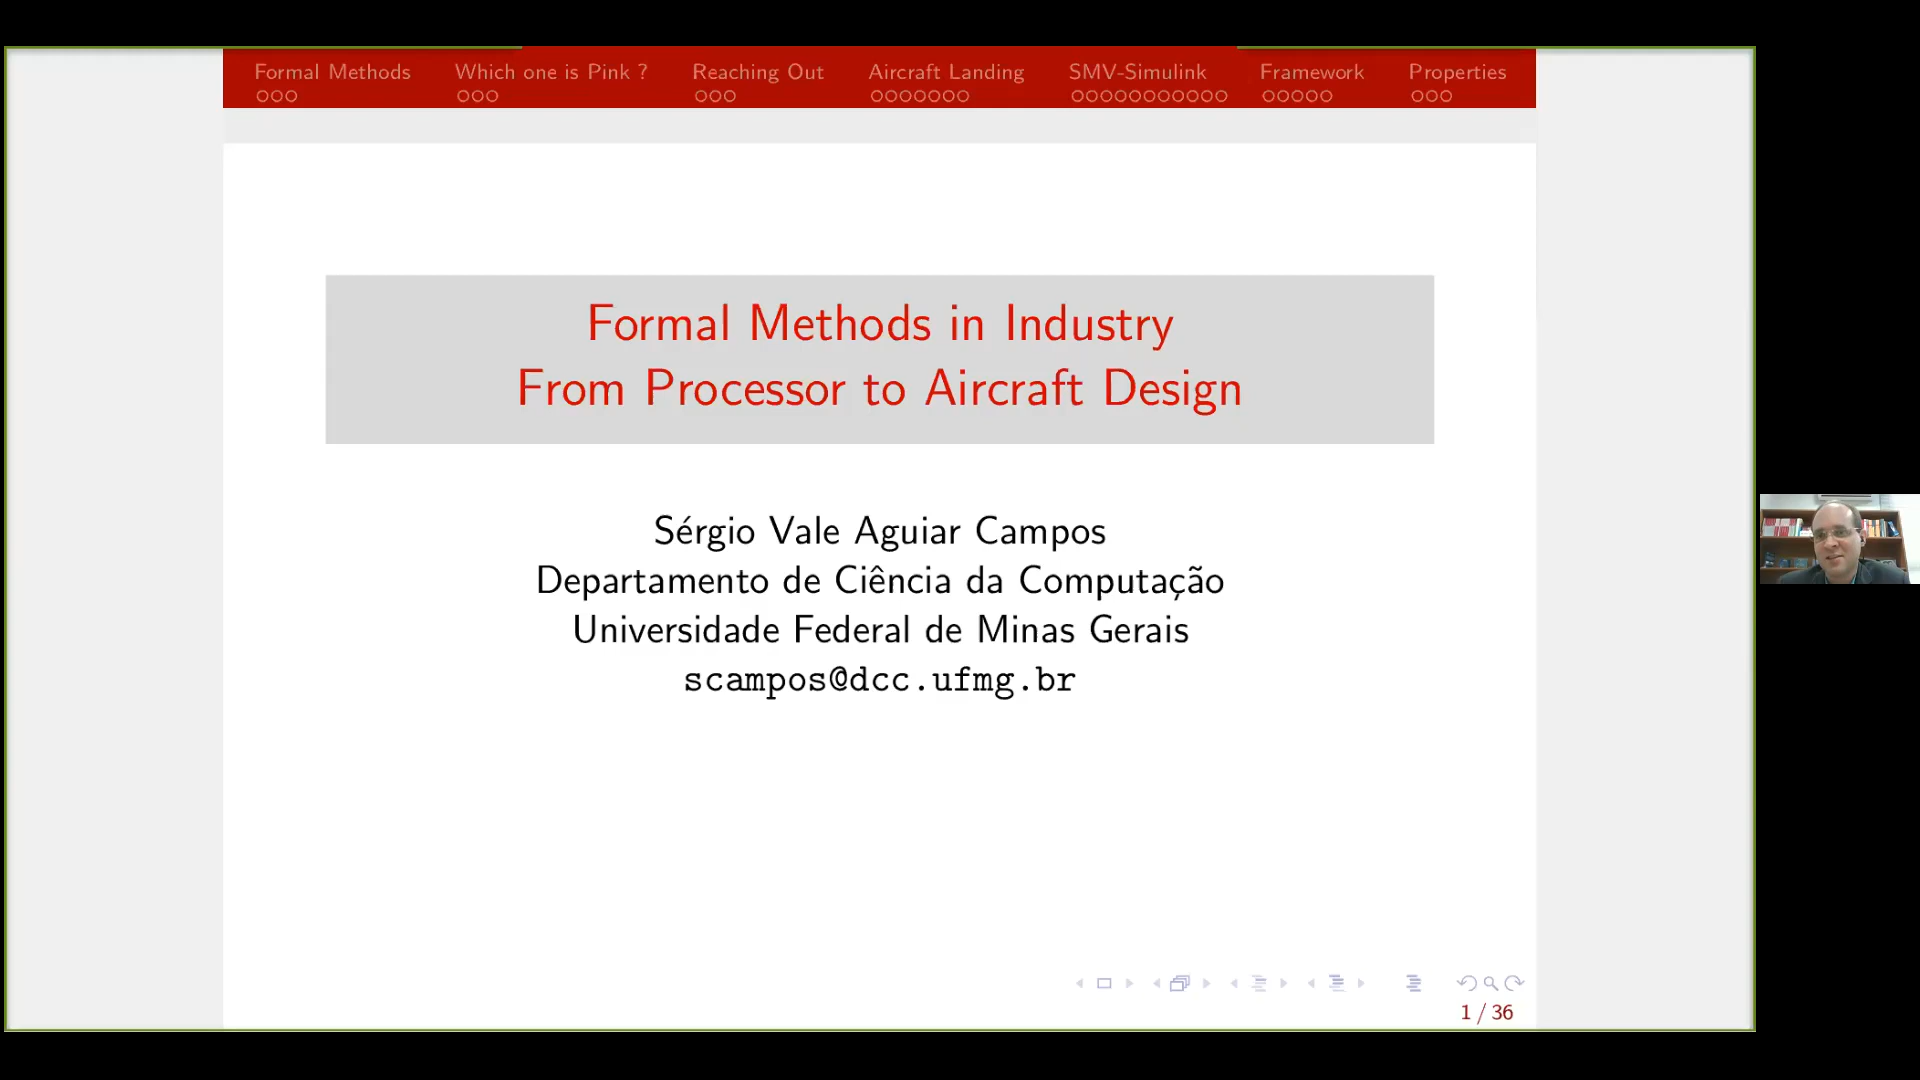 Formal Methods
Which one is Pink ?
Reaching Out
Aircraft Landing
SMV-Simulink
Framework
Properties
Formal Methods in Industry
From Processor to Aircraft Design
Sérgio Vale Aguiar Campos
Departamento de Ciência da Computação
Universidade Federal de Minas Gerais
scampos@dcc.ufmg.br
1 / 36